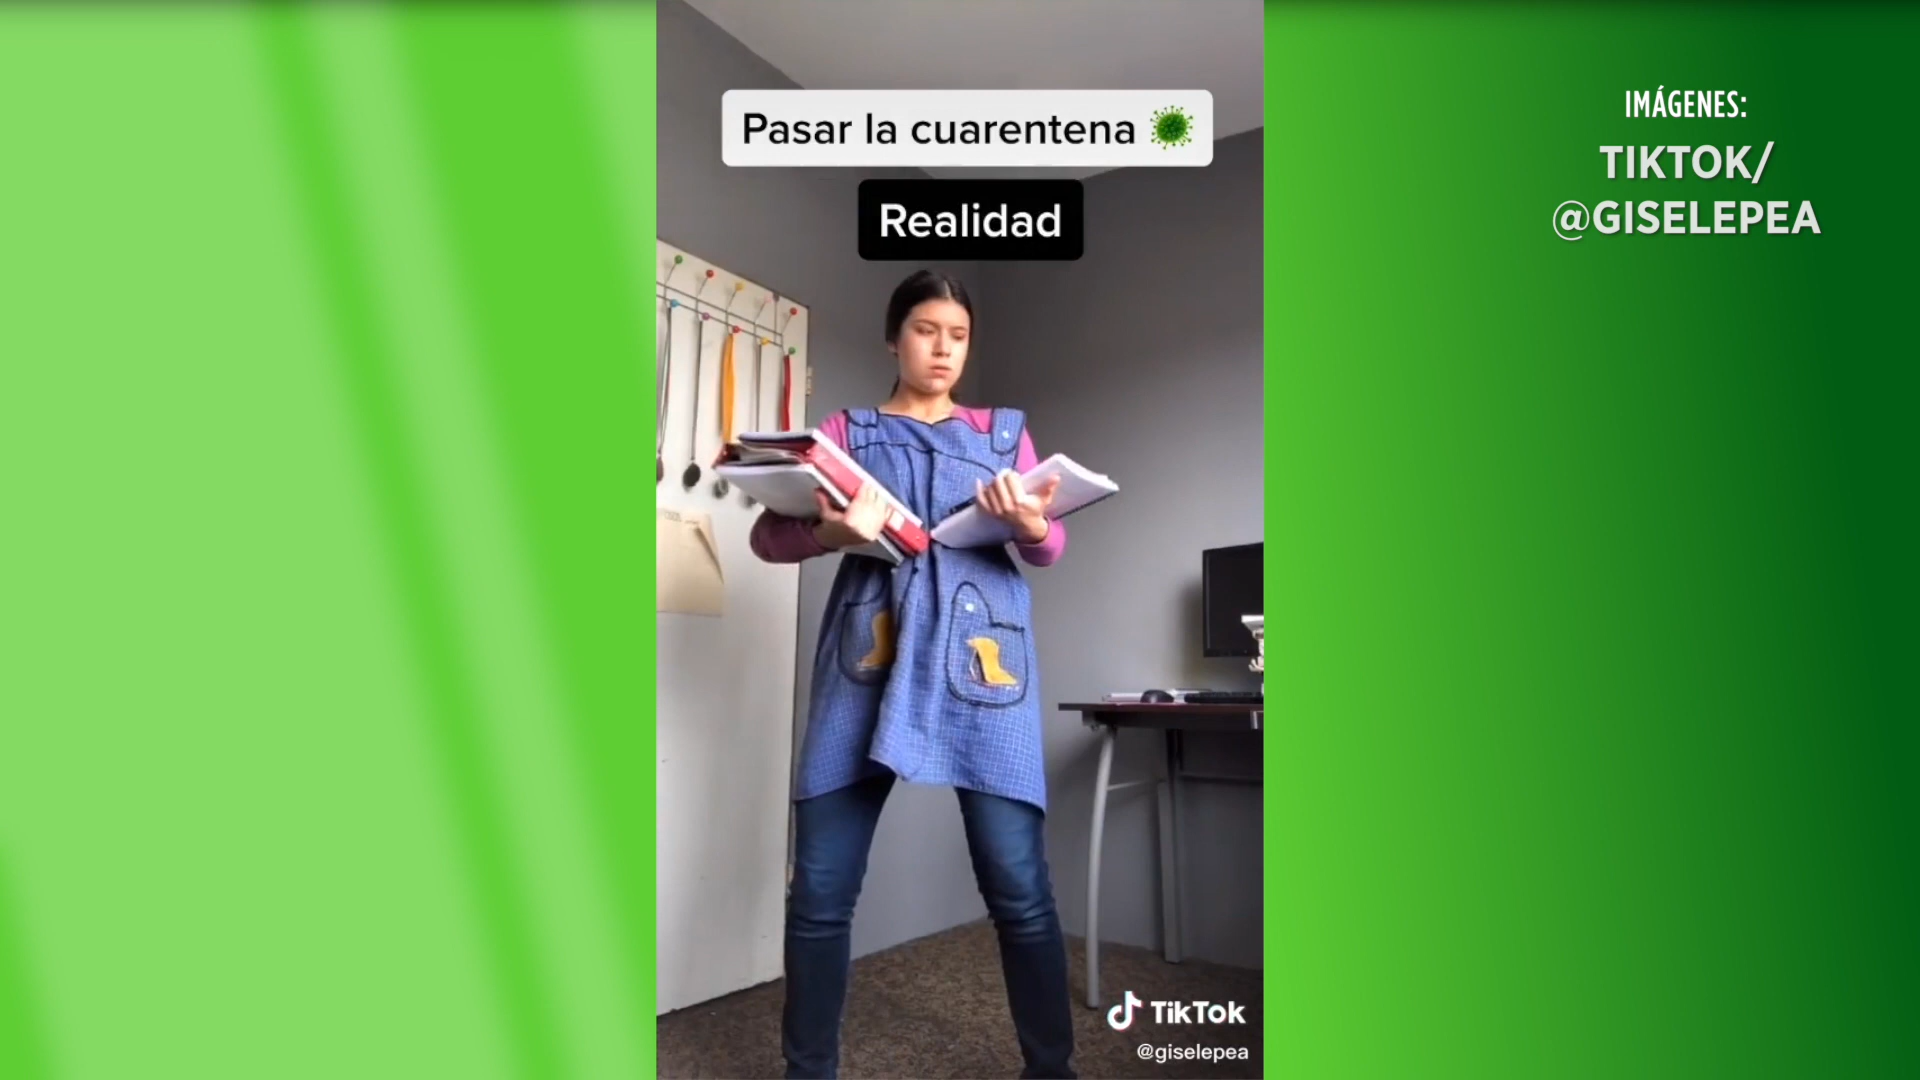 Pasar la cuarentena
Realidad
IMÁGENES:
TIKTOK/
@GISELEPEA
TikTok
@giselepea